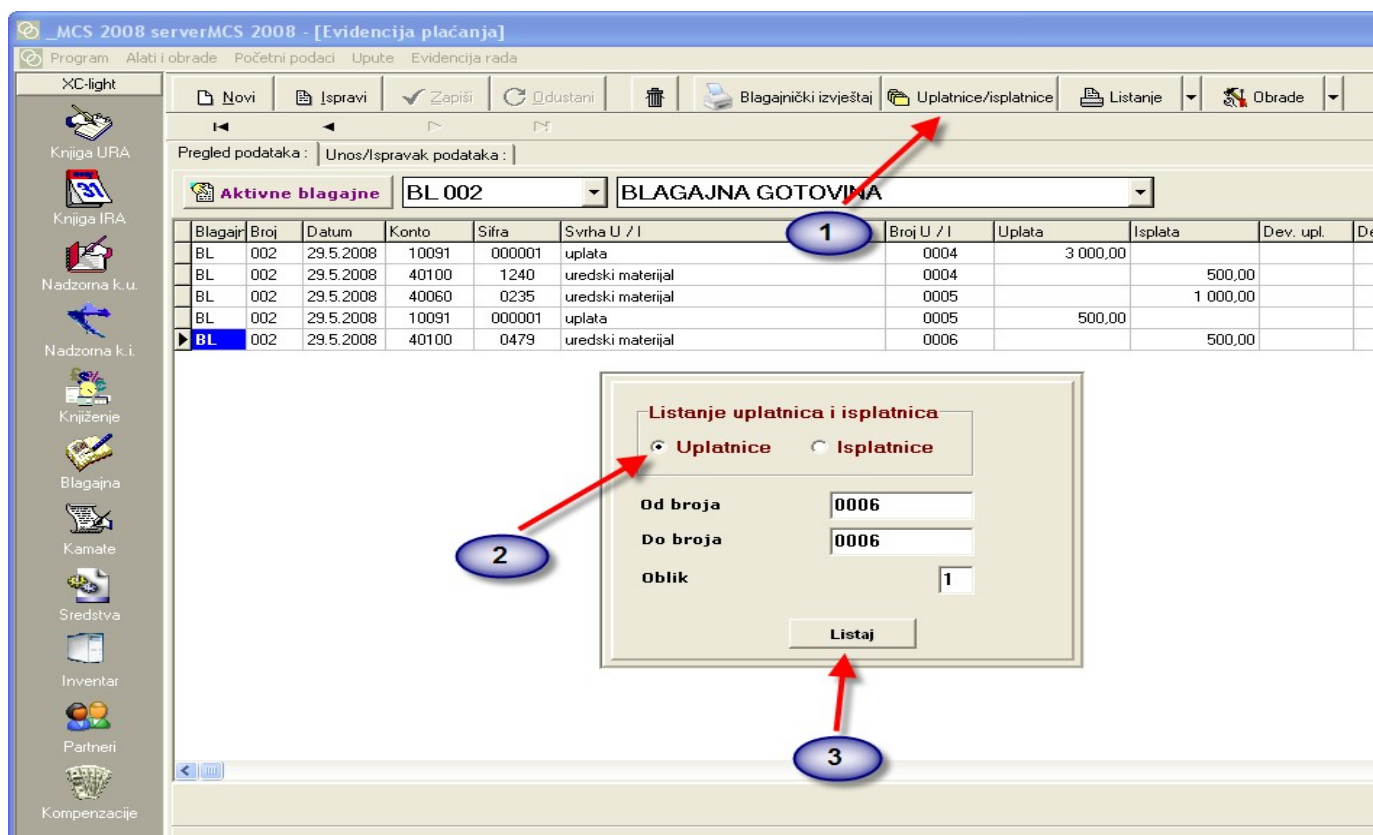 _MCS 2008 serverMCS 2008 - [Evidencija plaćanja]
Program Alati i obrade Početni podaci Upute Evidencija rada
XC-light
Novi Ispravi Zapiši Odustani Blagajnički izvještaj Uplatnice/isplatnice Listanje Obrade
Knjiga URA
Knjiga IRA
Nadzorna k.u.
Nadzorna k.i.
Knjiženje
Blagajna
Kamate
Sredstva
Inventar
Partneri
Kompenzacije
Pregled podataka : Unos/Ispravak podataka :
Aktivne blagajne BL 002 BLAGAJNA GOTOVINA
1
Blagajr Broj Datum Konto Sifra Svrha U / I Broj U / I Uplata Isplata Dev. upl. De
BL 002 29.5.2008 10091 000001 uplata 0004 3 000,00
BL 002 29.5.2008 40100 1240 uredski materijal 0004 500,00
BL 002 29.5.2008 40060 0235 uredski materijal 0005 1 000,00
BL 002 29.5.2008 10091 000001 uplata 0005 500,00
BL 002 29.5.2008 40100 0479 uredski materijal 0006 500,00
Listanje uplatnica i isplatnica
Uplatnice Isplatnice
Od broja 0006
Do broja 0006
2
Oblik 1
Listaj
3